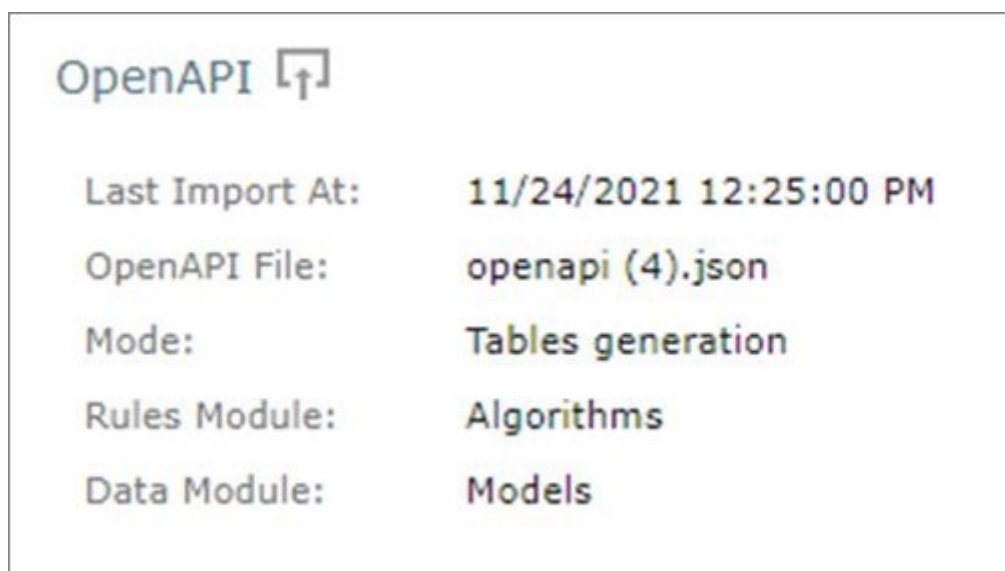 OpenAPI
Last Import At: 11/24/2021 12:25:00 PM
OpenAPI File: openapi (4).json
Mode: Tables generation
Rules Module: Algorithms
Data Module: Models